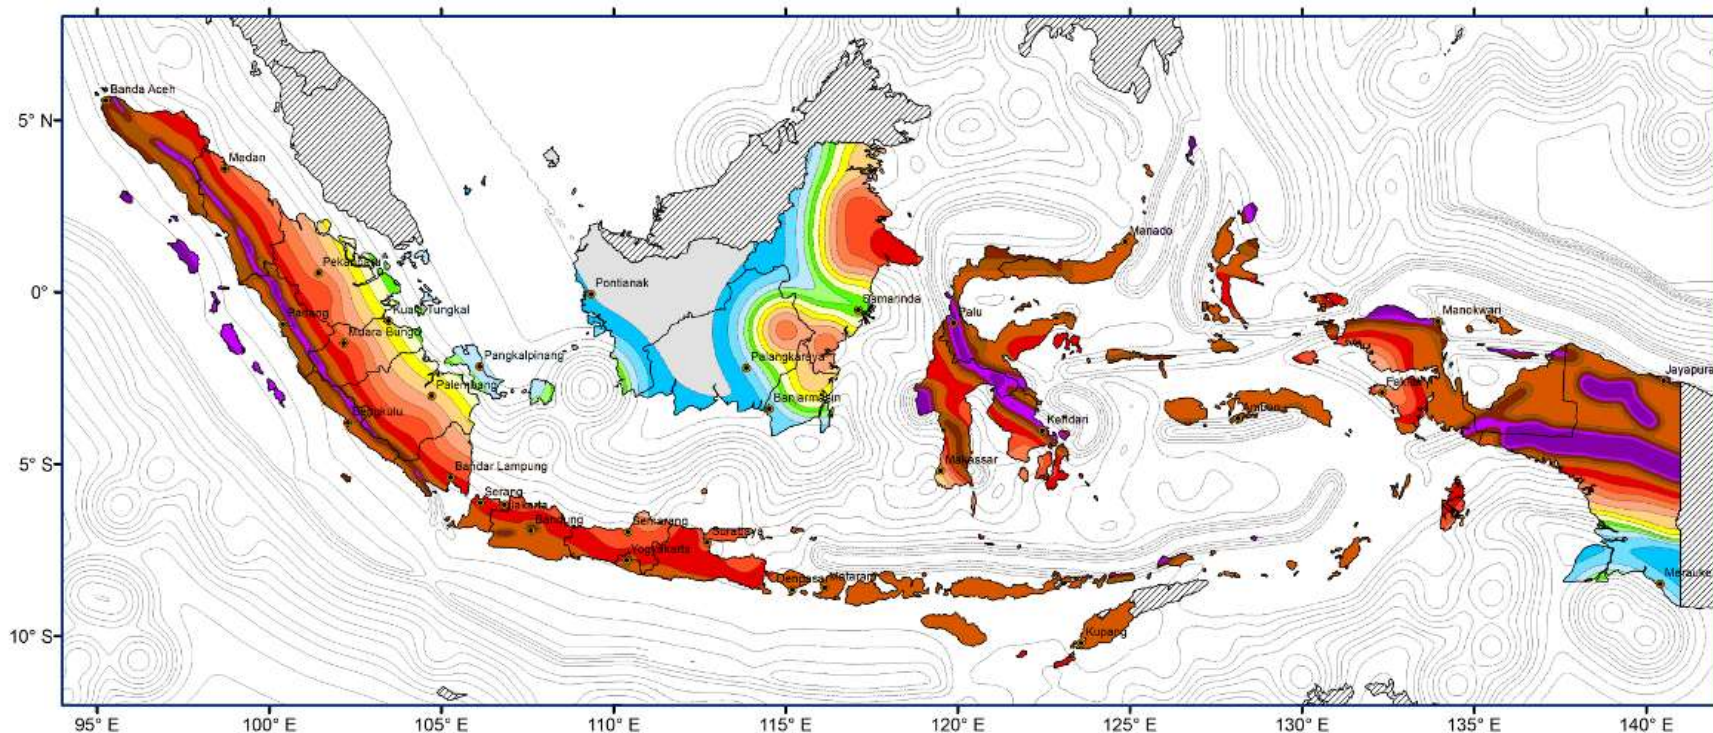 Banda Aceh
5° N
Medan
Manado
Pekanbaru
0°
Pontianak
Samarinda
Kuala Tungkal
Palu
Manokwari
Padang
Muara Bungo
Pangkalpinang
Palangkaraya
Jayapura
Palembang
Banjarmasin
Bengkulu
Kendari
Ambon
5° S
Makassar
Bandar Lampung
Serang
Jakarta
Bandung
Semarang
Surabaya
Yogyakarta
Denpasar
Mataram
Merauke
10° S
Kupang
95° E
100° E
105° E
110° E
115° E
120° E
125° E
130° E
135° E
140° E